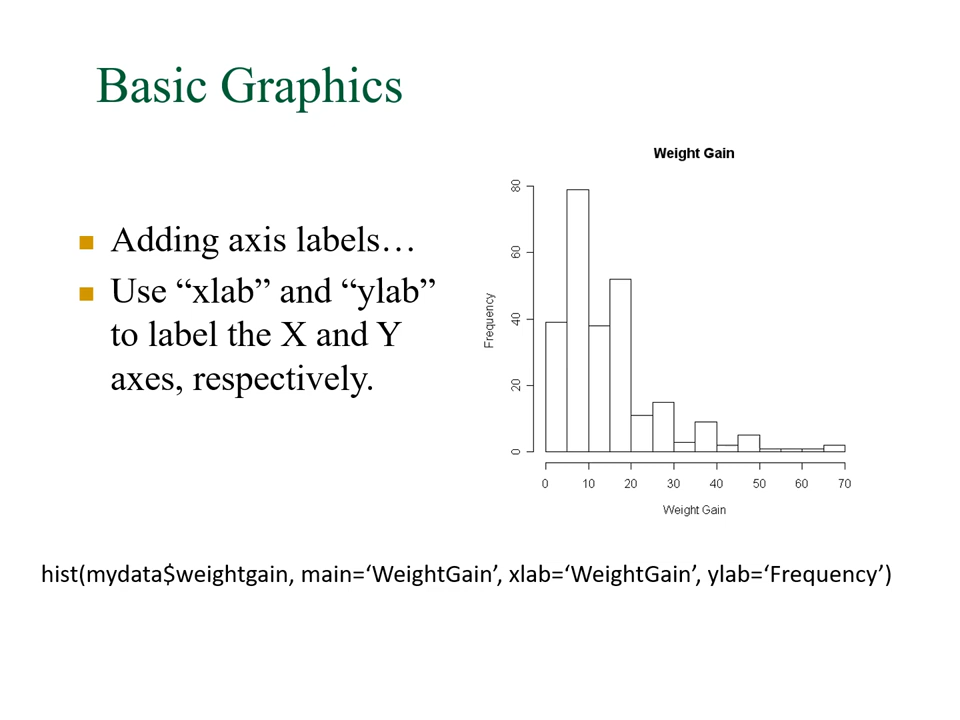 Basic Graphics
Adding axis labels…
Use “xlab” and “ylab”
to label the X and Y
axes, respectively.
Weight Gain
Frequency
80
60
40
20
0
0 10 20 30 40 50 60 70
Weight Gain
hist(mydata$weightgain, main=‘WeightGain’, xlab=‘WeightGain’, ylab=‘Frequency’)